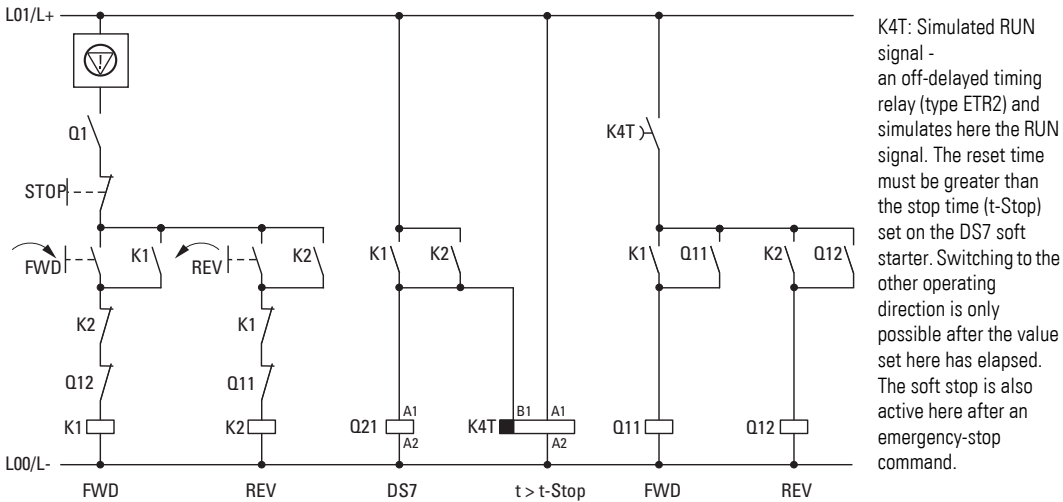 L01/L+
Q1
STOP
FWD
K1
REV
K2
K2
K1
Q12
Q11
K1
K2
K1
K2
Q21
A1
A2
K4T
B1
A1
A2
K4T
K1
Q11
K2
Q12
Q11
Q12
L00/L-
FWD
REV
DS7
t > t-Stop
FWD
REV
K4T: Simulated RUN
signal -
an off-delayed timing
relay (type ETR2) and
simulates here the RUN
signal. The reset time
must be greater than
the stop time (t-Stop)
set on the DS7 soft
starter. Switching to the
other operating
direction is only
possible after the value
set here has elapsed.
The soft stop is also
active here after an
emergency-stop
command.